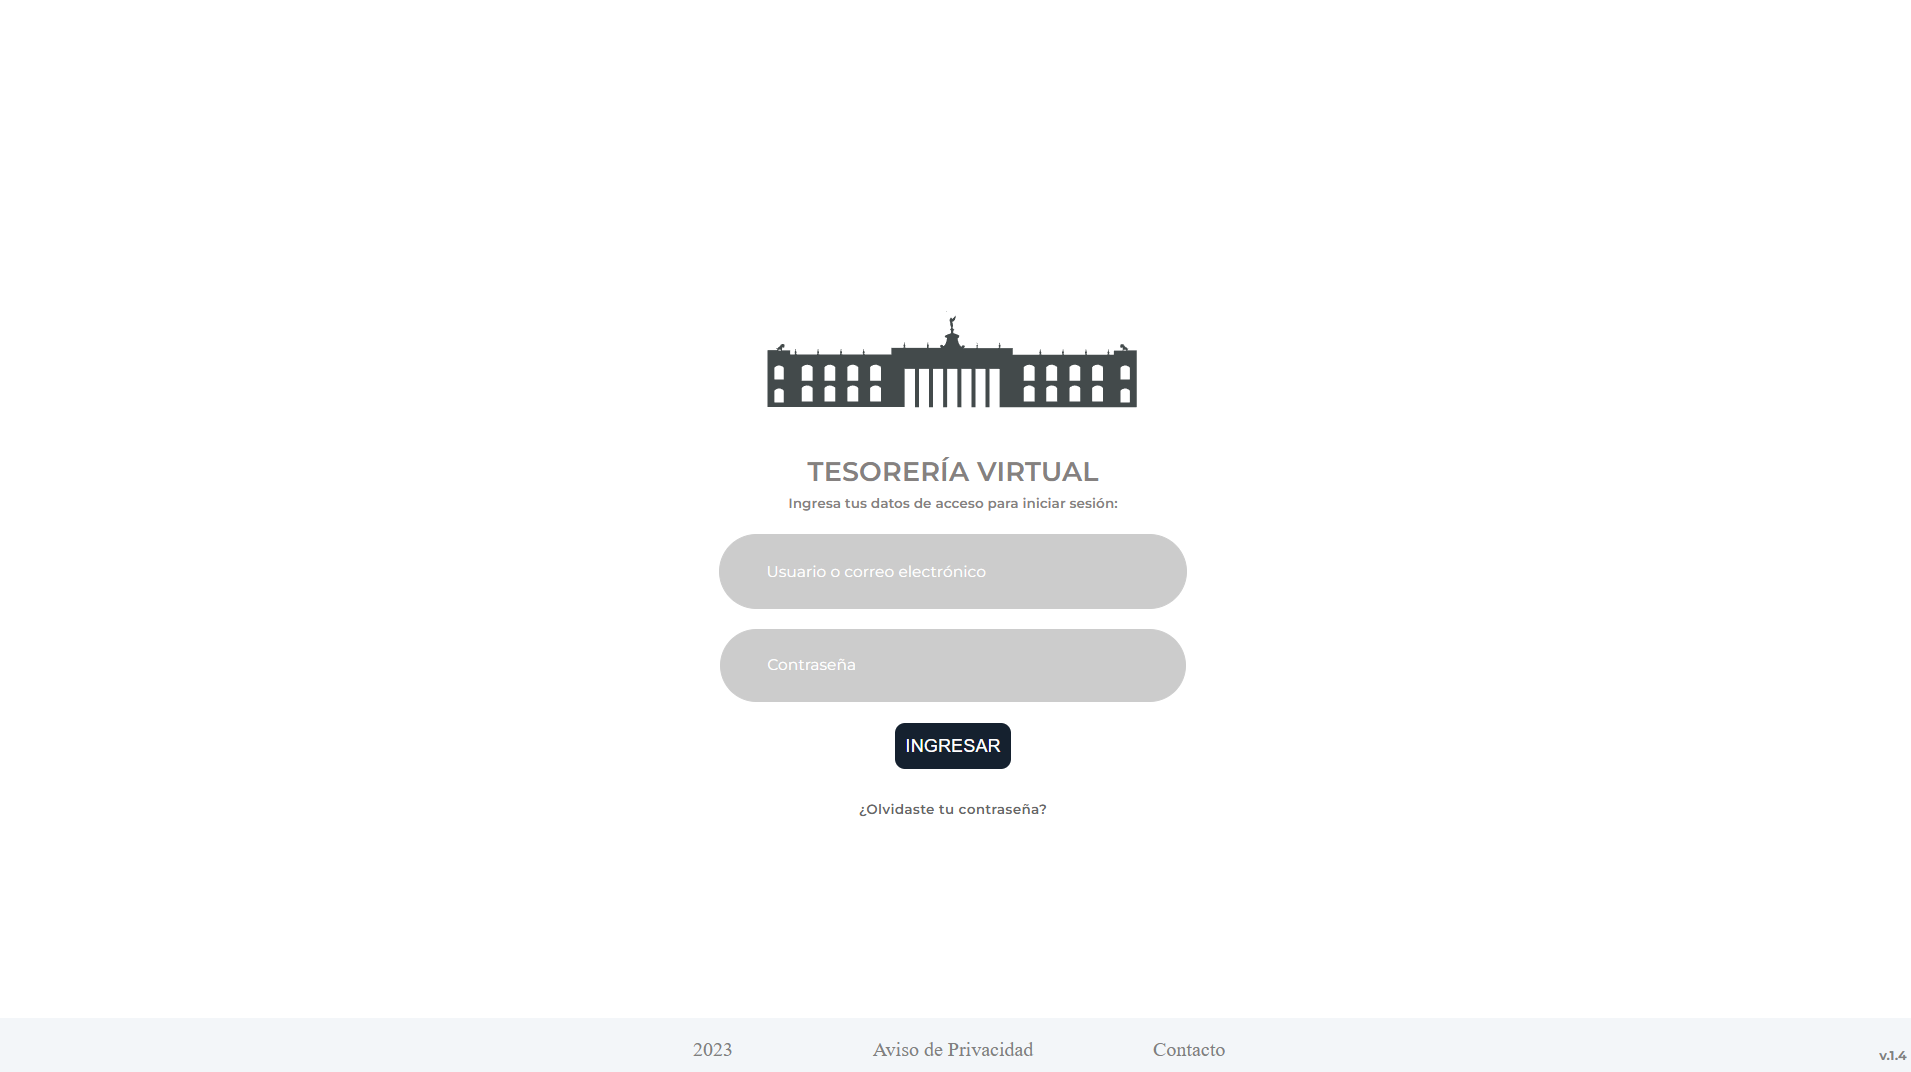 TESORERÍA VIRTUAL
Ingresa tus datos de acceso para iniciar sesión:
Usuario o correo electrónico
Contraseña
INGRESAR
¿Olvidaste tu contraseña?
2023 Aviso de Privacidad Contacto
v.1.4